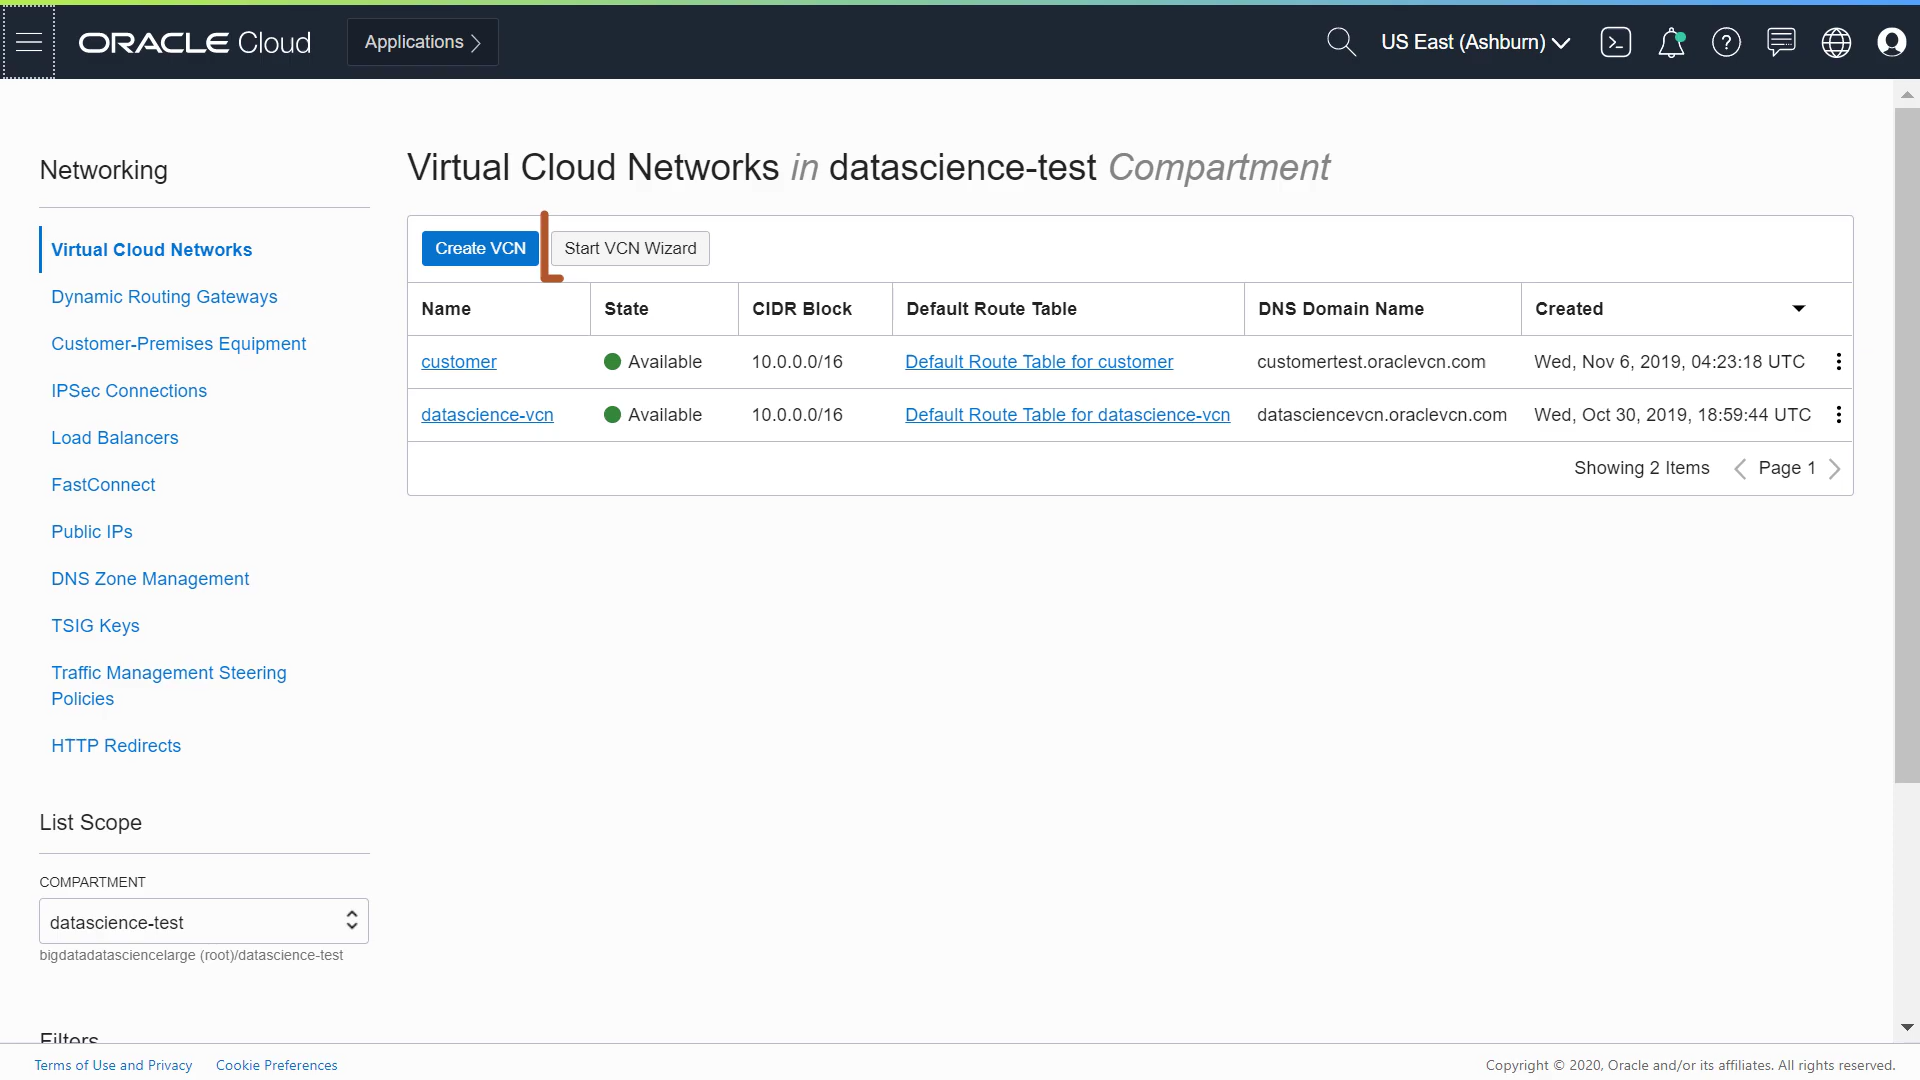 ORACLE Cloud
Applications
US East (Ashburn)
Networking
Virtual Cloud Networks
Dynamic Routing Gateways
Customer-Premises Equipment
IPSec Connections
Load Balancers
FastConnect
Public IPs
DNS Zone Management
TSIG Keys
Traffic Management Steering
Policies
HTTP Redirects
List Scope
COMPARTMENT
datascience-test
bigdatadatasciencelarge (root)/datascience-test
Filters
Virtual Cloud Networks in datascience-test Compartment
Create VCN Start VCN Wizard
Name State CIDR Block Default Route Table DNS Domain Name Created
customer Available 10.0.0.0/16 Default Route Table for customer customertest.oraclevcn.com Wed, Nov 6, 2019, 04:23:18 UTC
datascience-vcn Available 10.0.0.0/16 Default Route Table for datascience-vcn datasciencevcn.oraclevcn.com Wed, Oct 30, 2019, 18:59:44 UTC
Showing 2 Items Page 1
Terms of Use and Privacy Cookie Preferences
Copyright © 2020, Oracle and/or its affiliates. All rights reserved.